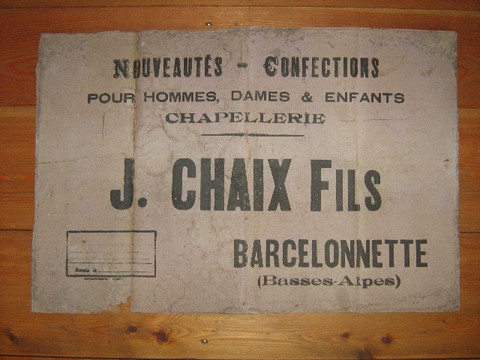 NOUVEAUTÉS - CONFECTIONS
POUR HOMMES, DAMES & ENFANTS
CHAPELLERIE
J. CHAIX FILS
BARCELONNETTE
(Basses-Alpes)